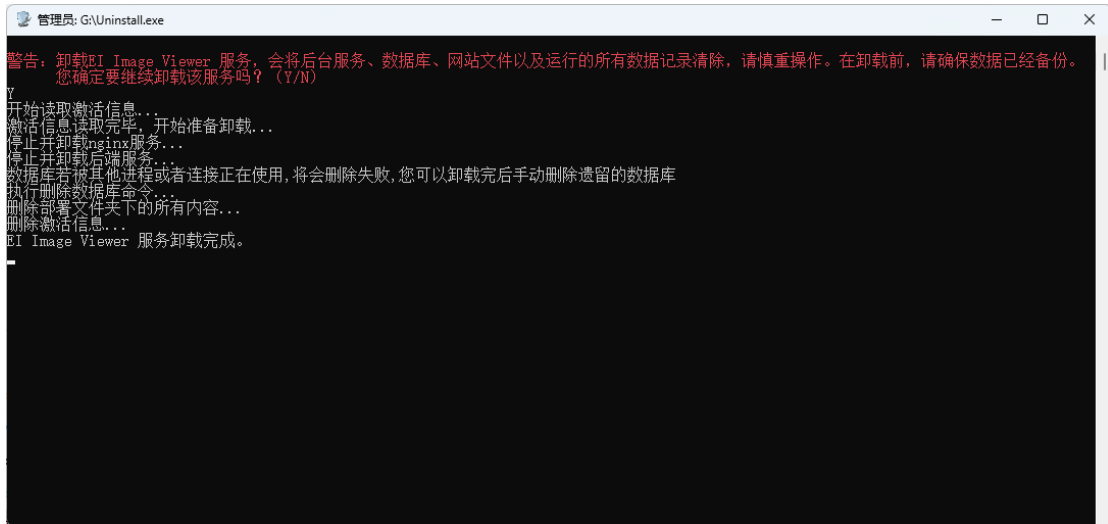 管理员: G:\Uninstall.exe
警告：卸载EI Image Viewer 服务，会将后台服务、数据库、网站文件以及运行的所有数据记录清除，请慎重操作。在卸载前，请确保数据已经备份。
您确定要继续卸载该服务吗？（Y/N）
Y
开始读取激活信息...
激活信息读取完毕，开始准备卸载...
停止并卸载nginx服务...
停止并卸载后端服务...
数据库若被其他进程或者连接正在使用,将会删除失败,您可以卸载完后手动删除遗留的数据库
执行删除数据库命令...
删除部署文件夹下的所有内容...
删除激活信息...
EI Image Viewer 服务卸载完成。